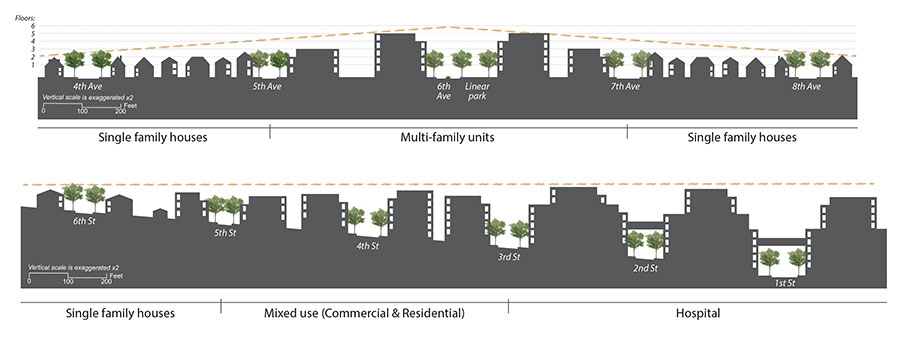 Floors:
6
5
4
3
2
1
4th Ave
5th Ave
6th
Ave
Linear
park
7th Ave
8th Ave
Vertical scale is exaggerated x2
0
100
200
Feet
Single family houses
Multi-family units
Single family houses
6th St
5th St
4th St
3rd St
2nd St
1st St
Vertical scale is exaggerated x2
0
100
200
Feet
Single family houses
Mixed use (Commercial & Residential)
Hospital